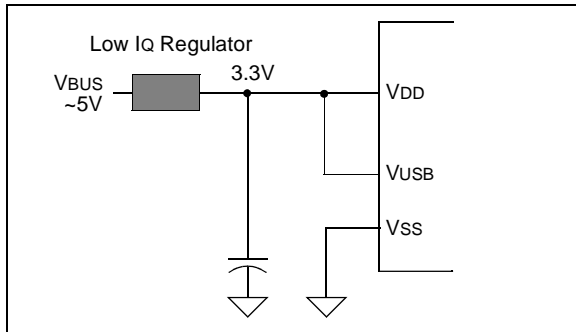 Low IQ Regulator
3.3V
VBUS
~5V
VDD
VUSB
VSS